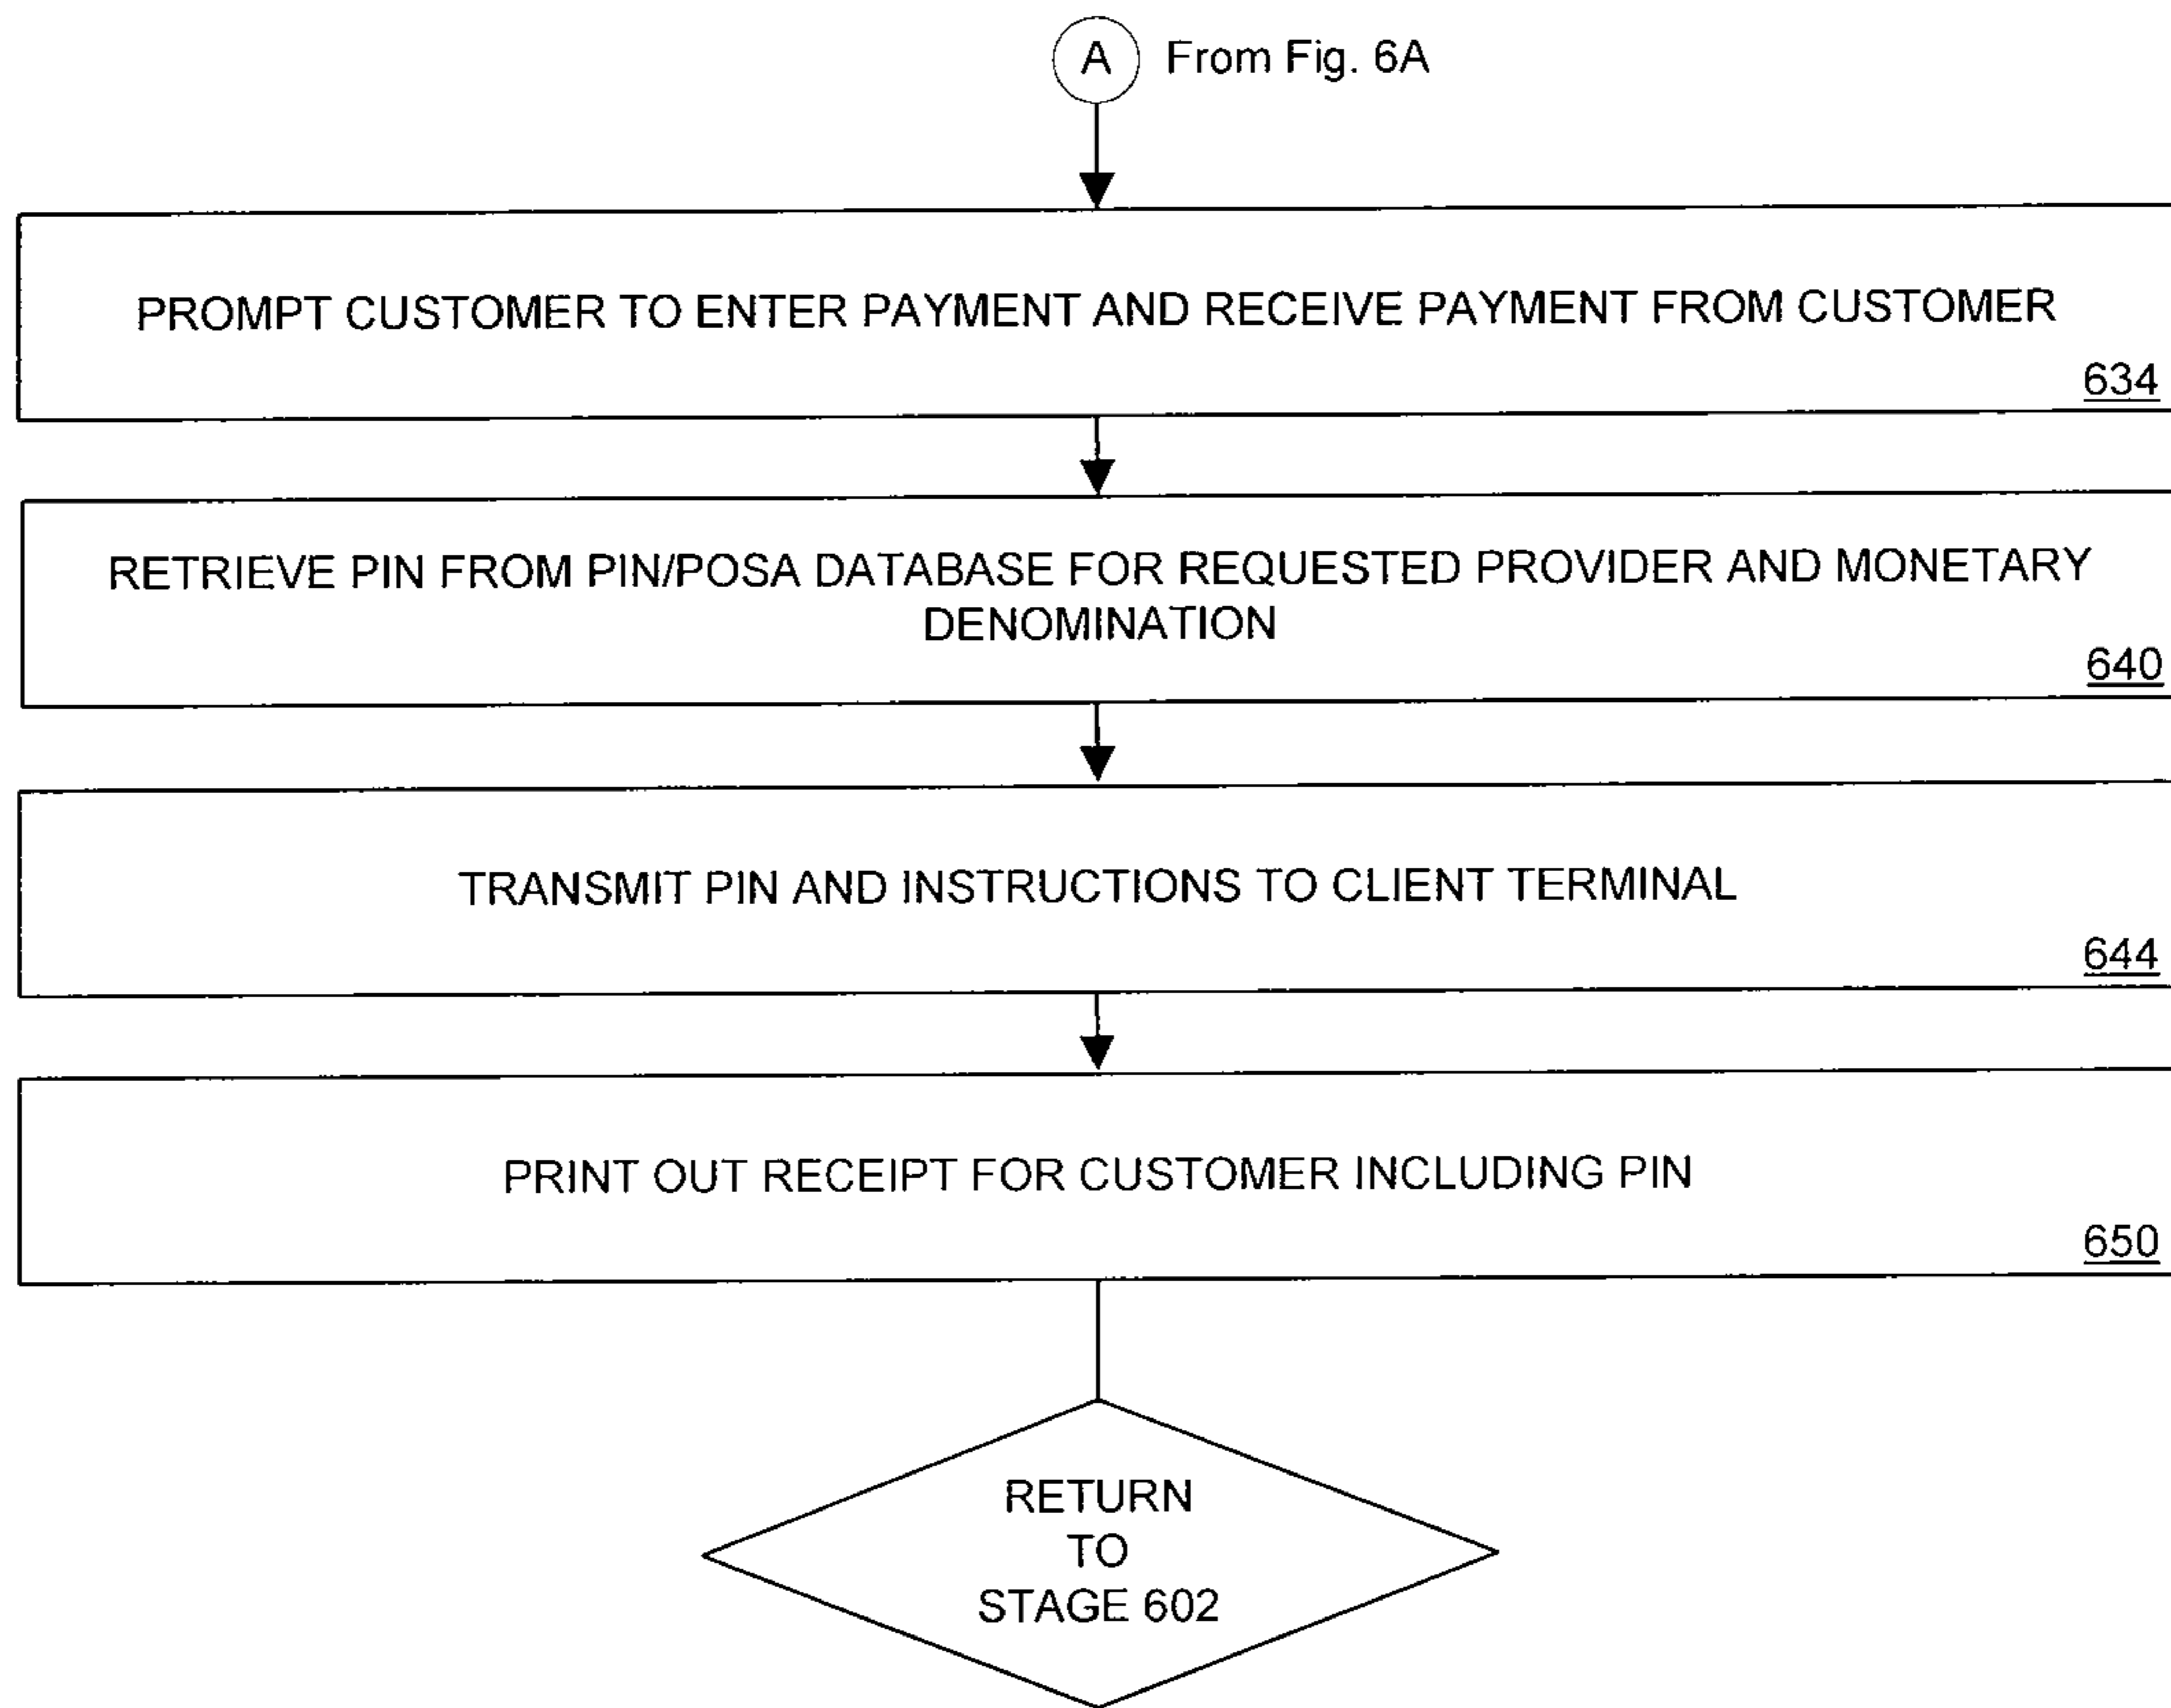 A From Fig. 6A
PROMPT CUSTOMER TO ENTER PAYMENT AND RECEIVE PAYMENT FROM CUSTOMER
634
RETRIEVE PIN FROM PIN/POSA DATABASE FOR REQUESTED PROVIDER AND MONETARY
DENOMINATION
640
TRANSMIT PIN AND INSTRUCTIONS TO CLIENT TERMINAL
644
PRINT OUT RECEIPT FOR CUSTOMER INCLUDING PIN
650
RETURN
TO
STAGE 602